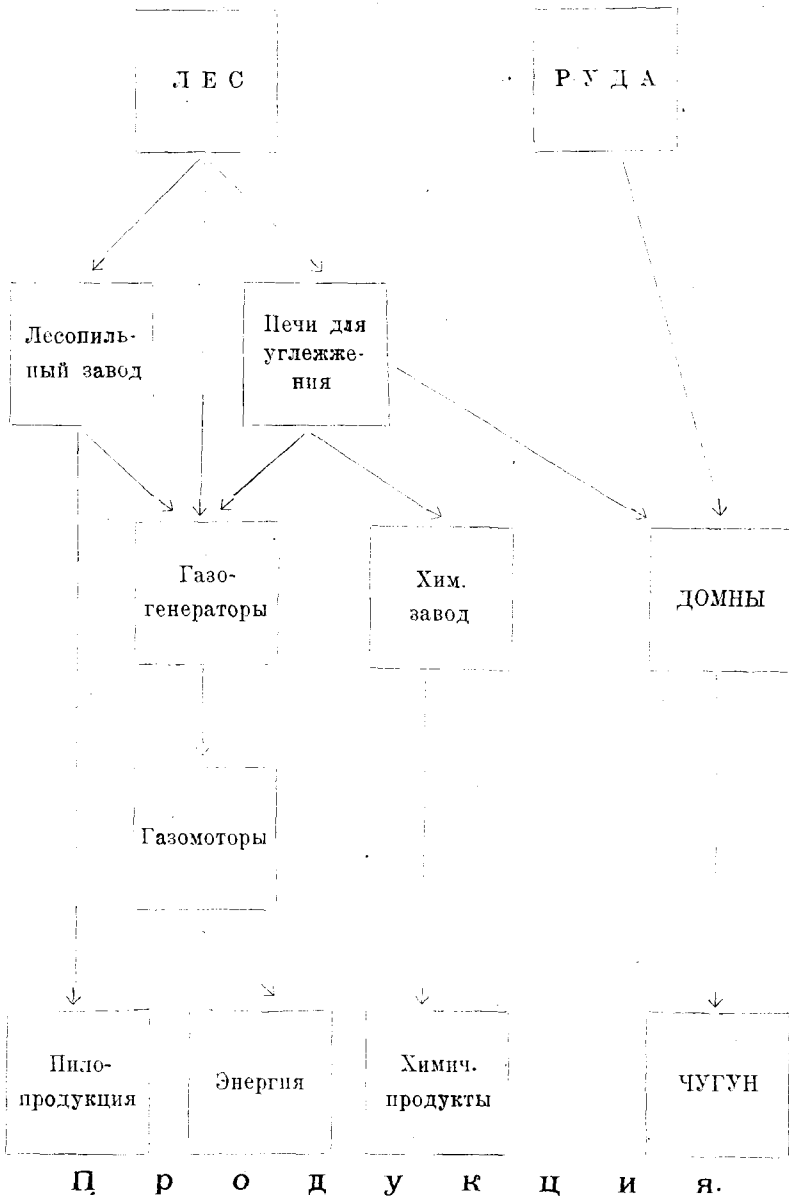 ЛЕС
РУДА
Лесопиль-
ный завод
Печи для
углежже-
ния
Газо-
генераторы
Хим.
завод
ДОМНЫ
Газомоторы
Пило-
продукция
Энергия
Химич.
продукты
ЧУГУН
Продукция.